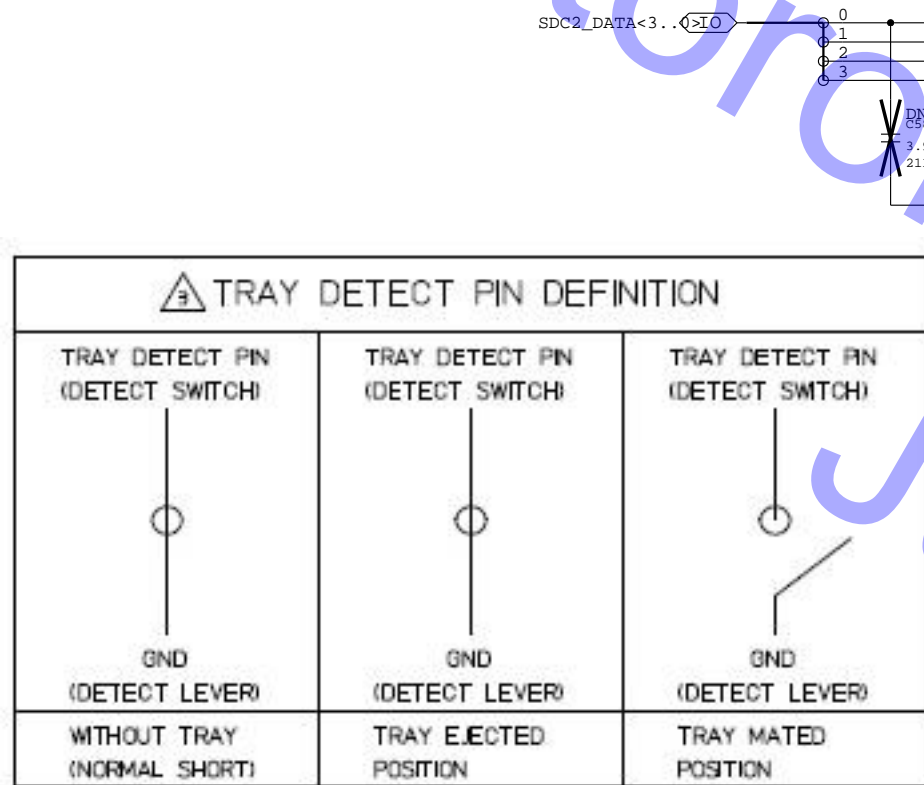 SDC2_DATA<3..0>IO
0
1
2
3
3 TRAY DETECT PIN DEFINITION
TRAY DETECT PIN
(DETECT SWITCH)
GND
(DETECT LEVER)
WITHOUT TRAY
(NORMAL SHORT)
TRAY DETECT PIN
(DETECT SWITCH)
GND
(DETECT LEVER)
TRAY EJECTED
POSITION
TRAY DETECT PIN
(DETECT SWITCH)
GND
(DETECT LEVER)
TRAY MATED
POSITION